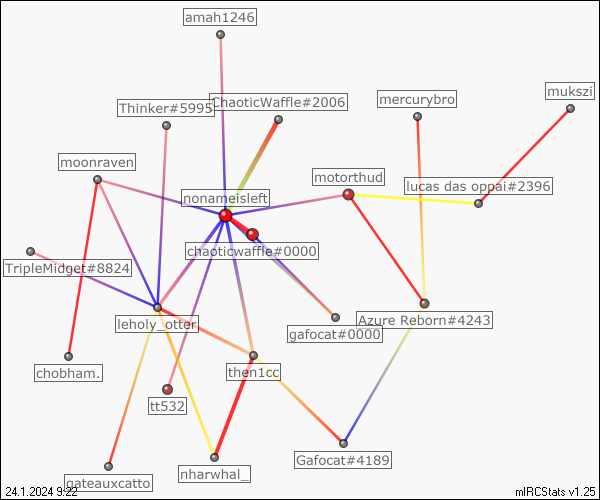 amah1246
mukszi
mercurybro
ChaoticWaffle#2006
Thinker#5995
moonraven
motorthud
lucas das oppai#2396
nonameisleft
chaoticwaffle#0000
TripleMidget#8824
leholy_otter
Azure Reborn#4243
gafocat#0000
chobham.
then1cc
tt532
Gafocat#4189
nharwhal_
gateauxcatto
24.1.2024 9:22
mIRCStats v1.25